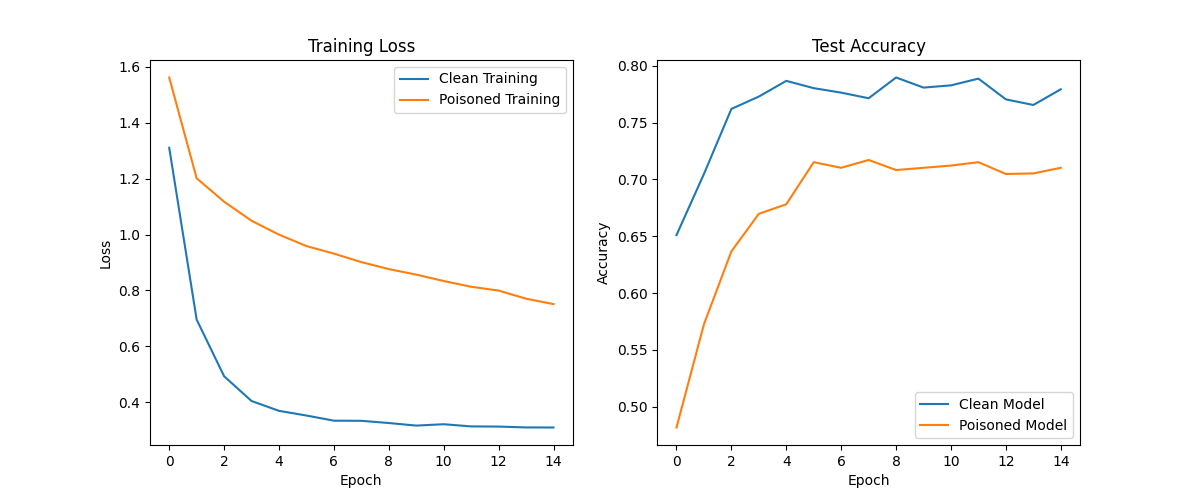 Training Loss
1.6
1.4
1.2
1.0
0.8
0.6
0.4
Loss
0 2 4 6 8 10 12 14
Epoch
Clean Training
Poisoned Training
Test Accuracy
0.80
0.75
0.70
0.65
0.60
0.55
0.50
Accuracy
0 2 4 6 8 10 12 14
Epoch
Clean Model
Poisoned Model